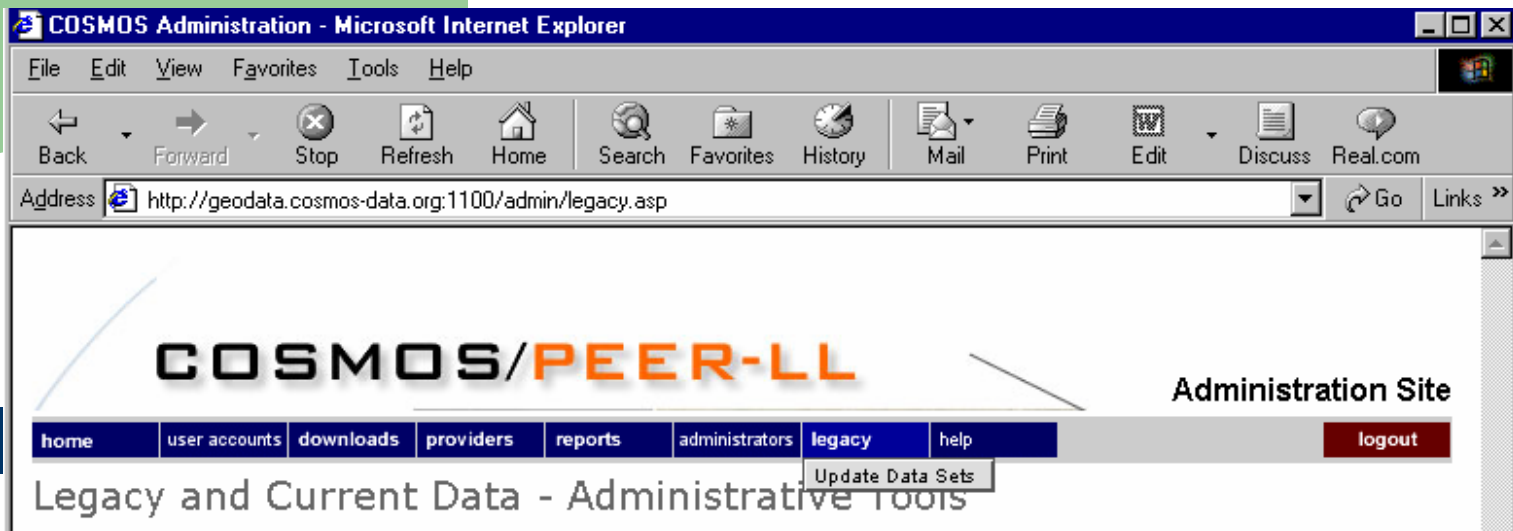 COSMOS Administration - Microsoft Internet Explorer
File Edit View Favorites Tools Help
Back Forward Stop Refresh Home Search Favorites History Mail Print Edit Discuss Real.com
Address http://geodata.cosmos-data.org:1100/admin/legacy.asp Go Links »
COSMOS/PEER-LL
Administration Site
home user accounts downloads providers reports administrators legacy help logout
Update Data Sets
Legacy and Current Data - Administrative Tools